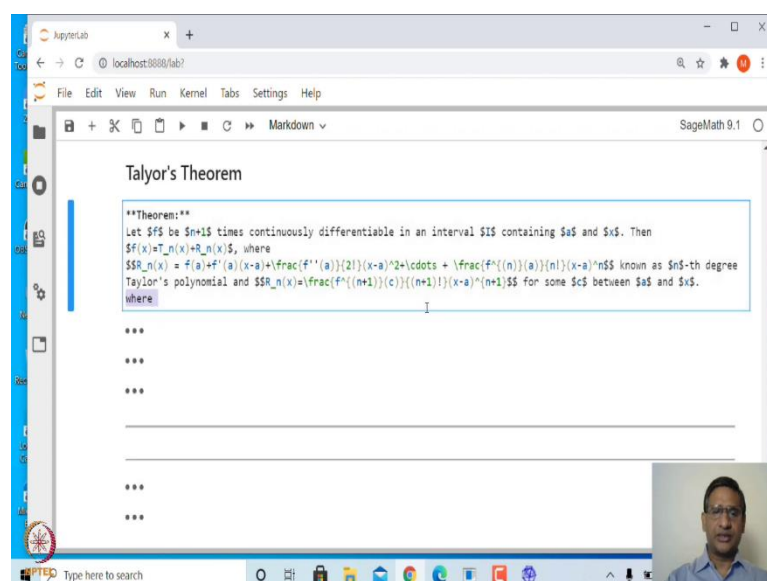 JupyterLab
localhost:8888/lab?
M
File Edit View Run Kernel Tabs Settings Help
Markdown
SageMath 9.1
Talyor's Theorem
**Theorem:**
Let $f$ be $n+1$ times continuously differentiable in an interval $I$ containing $a$ and $x$. Then
$f(x)=T_n(x)+R_n(x)$, where
$$R_n(x) = f(a)+f'(a)(x-a)+\frac{f''(a)}{2!}(x-a)^2+\cdots + \frac{f^{(n)}(a)}{n!}(x-a)^n$$ known as $n$-th degree
Taylor's polynomial and $$R_n(x)=\frac{f^{(n+1)}(c)}{(n+1)!}(x-a)^{n+1}$$ for some $c$ between $a$ and $x$.
where
Type here to search